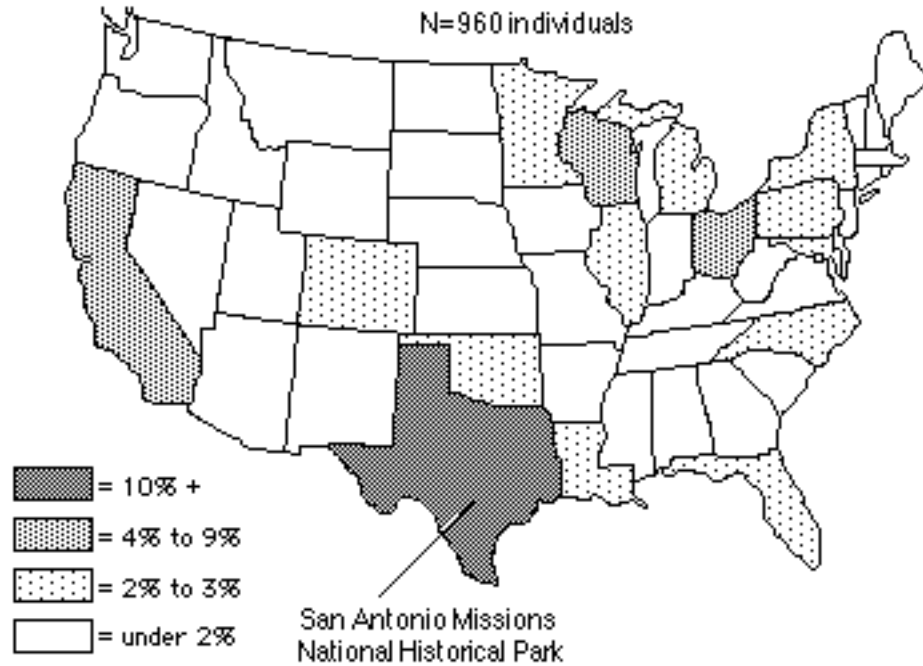 N=960 individuals
= 10% +
= 4% to 9%
= 2% to 3%
= under 2%
San Antonio Missions
National Historical Park